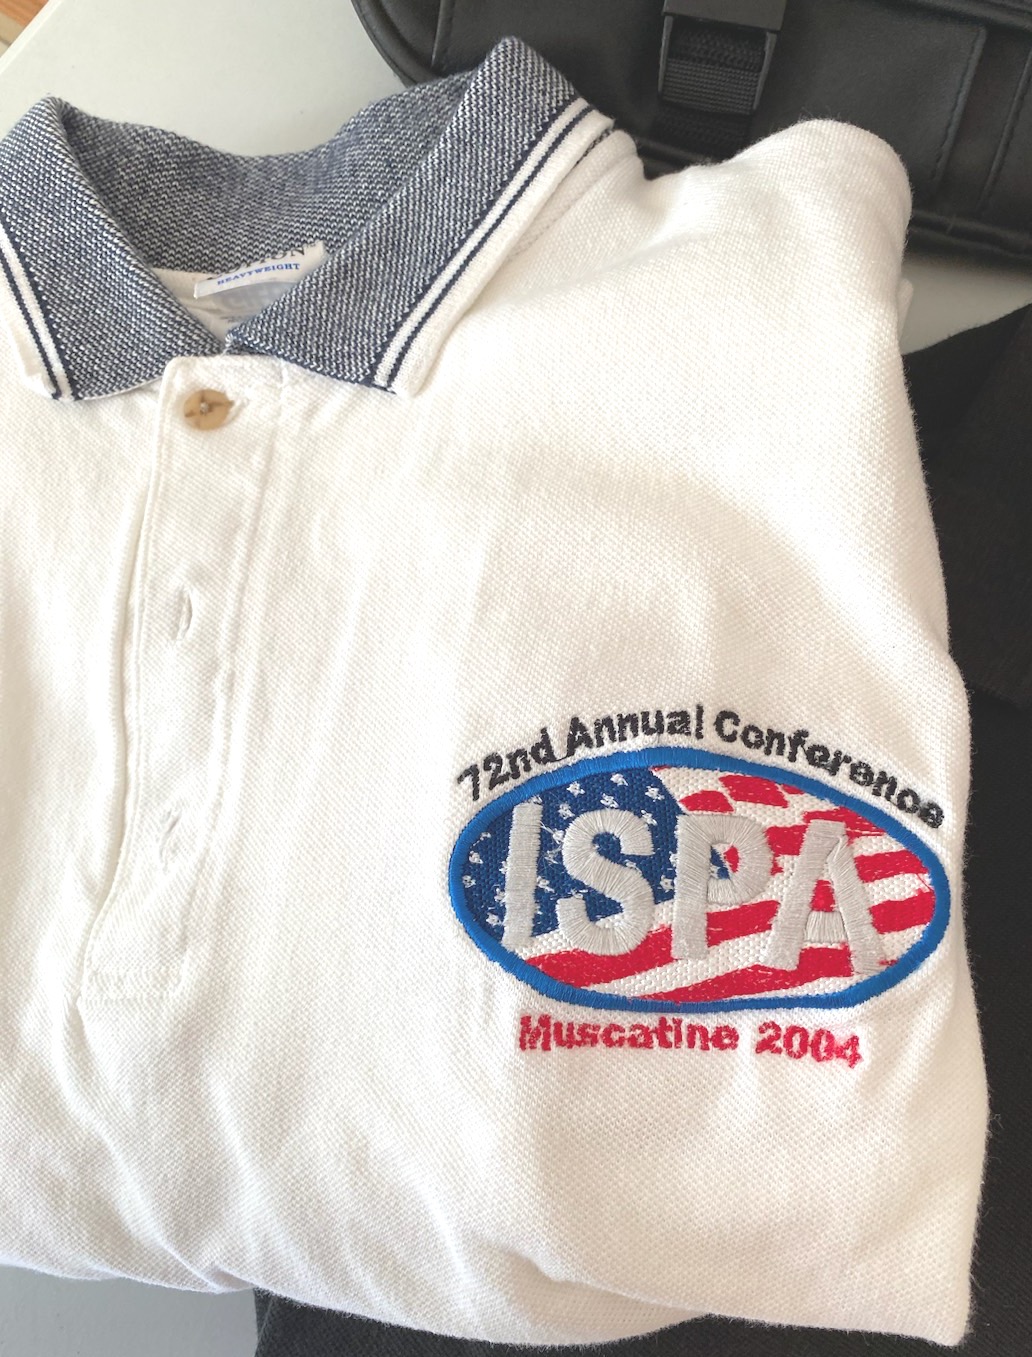 HEAVYWEIGHT
72nd Annual Conference
ISPA
Muscatine 2004